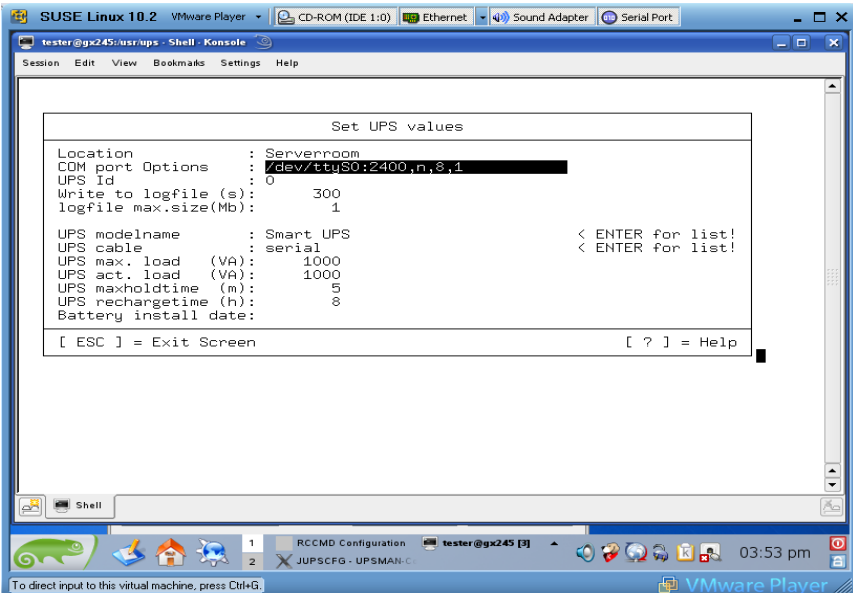 SUSE Linux 10.2 VMware Player CD-ROM (IDE 1:0) Ethernet Sound Adapter Serial Port
tester@gx245:/usr/ups - Shell - Konsole
Session Edit View Bookmarks Settings Help
Set UPS values
Location : Serverroom
COM port Options : /dev/ttyS0:2400,n,8,1
UPS Id : 0
Write to logfile (s): 300
logfile max.size(Mb): 1
UPS modelname : Smart UPS < ENTER for list!
UPS cable : serial < ENTER for list!
UPS max. load (VA): 1000
UPS act. load (VA): 1000
UPS maxholdtime (m): 5
UPS rechargetime (h): 8
Battery install date:
[ ESC ] = Exit Screen [ ? ] = Help
Shell
1 RCCMD Configuration tester@gx245 [3]
2 JUPSCFG - UPSMAN-C
03:53 pm
To direct input to this virtual machine, press Ctrl+G. VMware Player